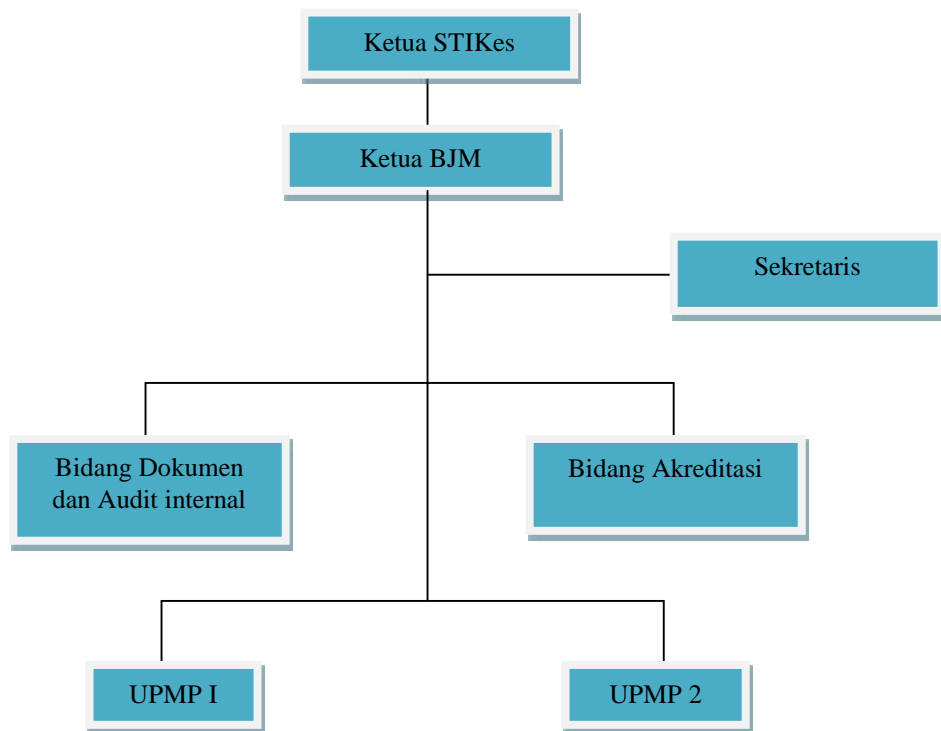 Ketua STIKes
Ketua BJM
Sekretaris
Bidang Dokumen
dan Audit internal
Bidang Akreditasi
UPMP I
UPMP 2